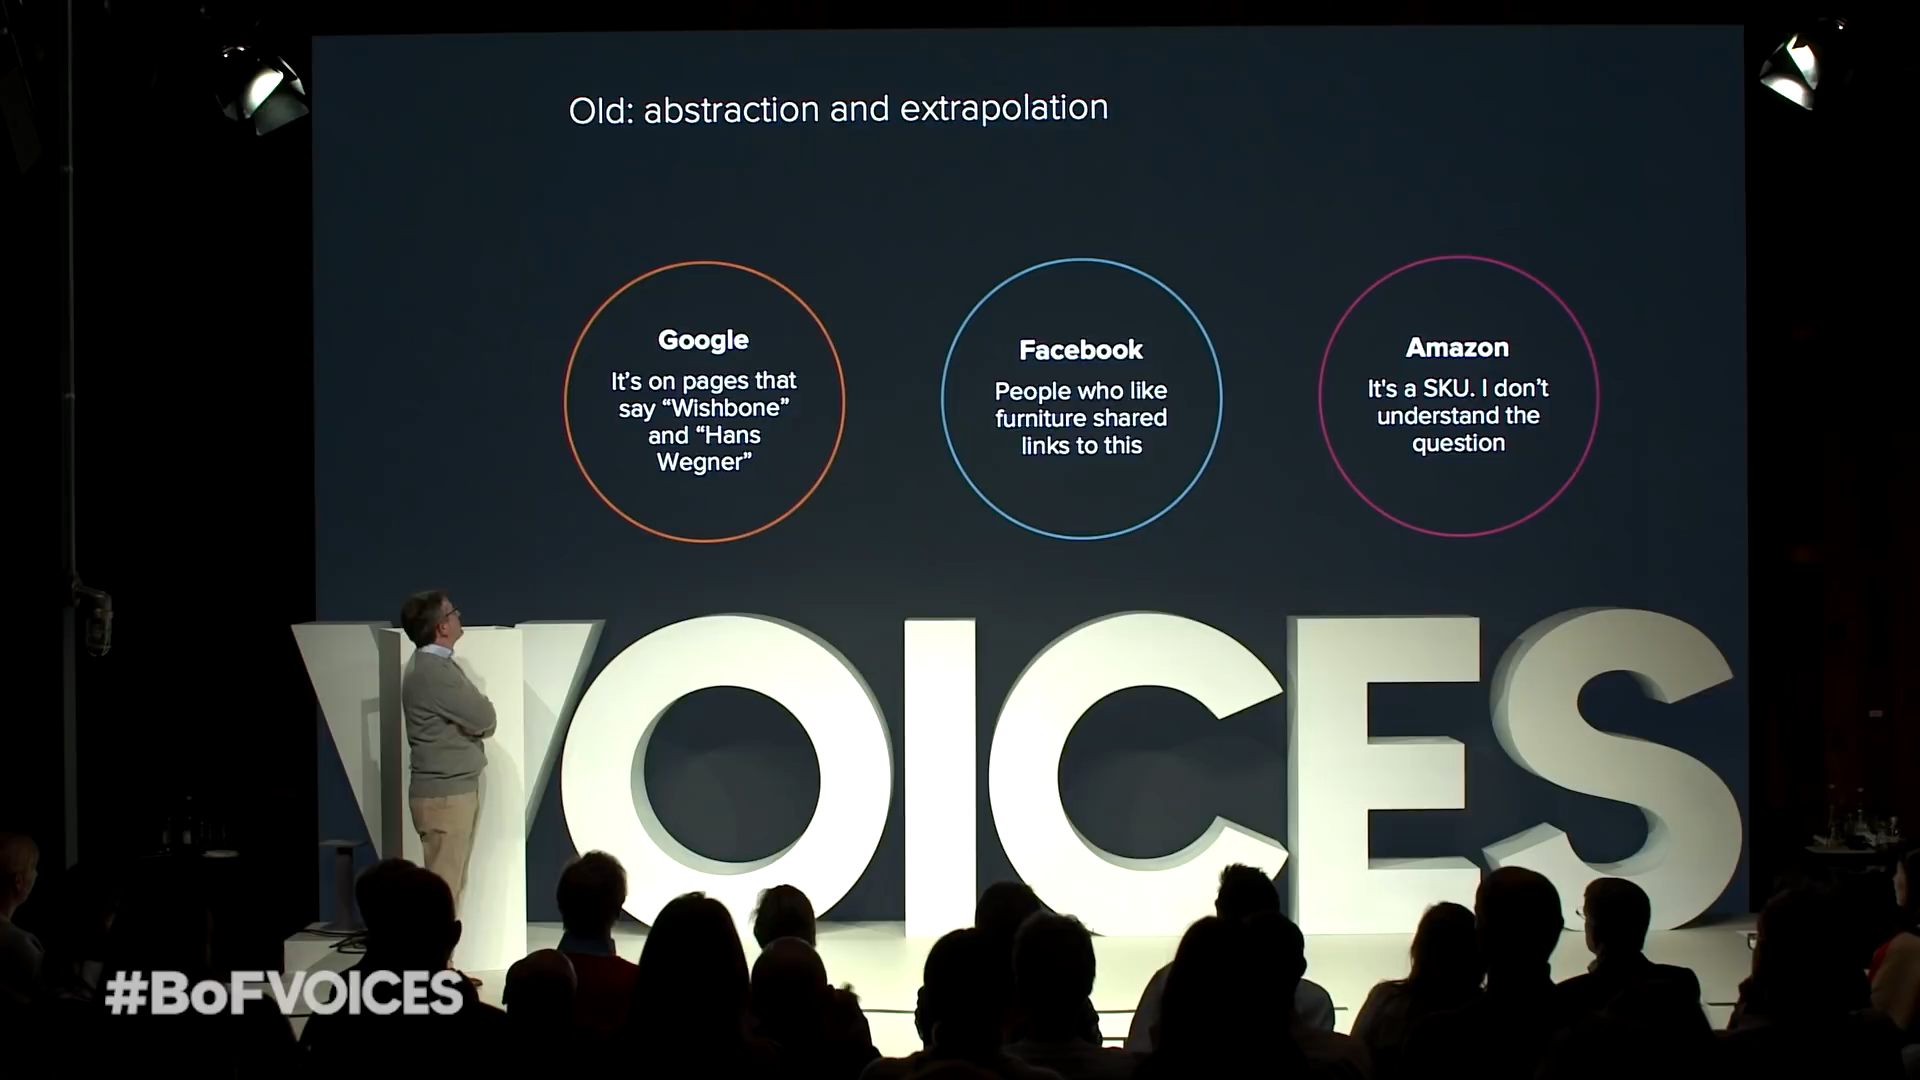 Old: abstraction and extrapolation
Google
It's on pages that
say “Wishbone”
and “Hans
Wegner”
Facebook
People who like
furniture shared
links to this
Amazon
It's a SKU. I don’t
understand the
question
VOICES
#BoFVOICES